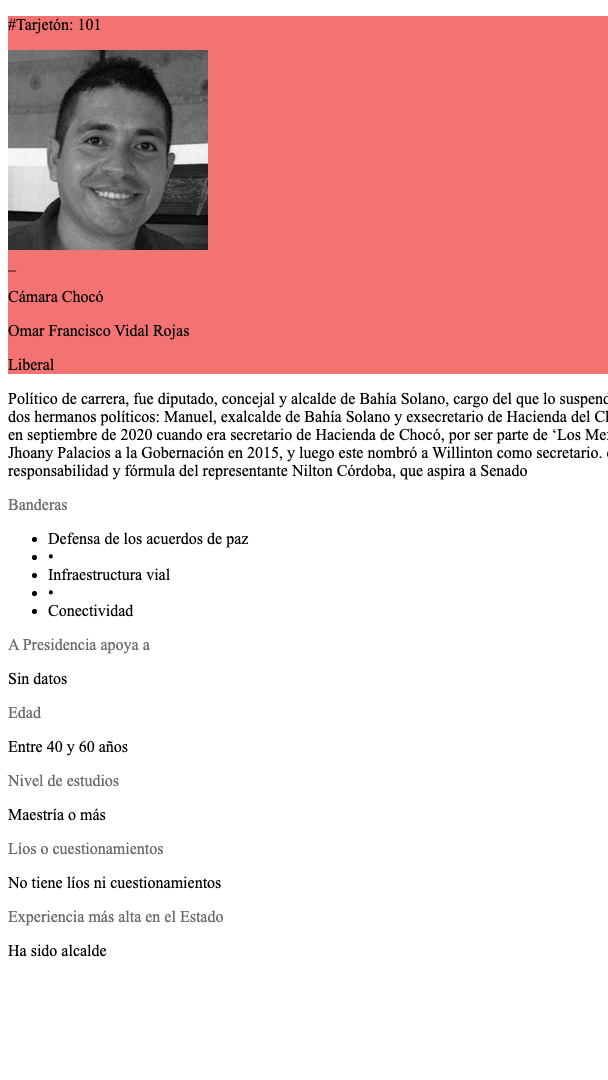 #Tarjetón: 101
_
Cámara Chocó
Omar Francisco Vidal Rojas
Liberal
Político de carrera, fue diputado, concejal y alcalde de Bahía Solano, cargo del que lo suspend
dos hermanos políticos: Manuel, exalcalde de Bahía Solano y exsecretario de Hacienda del
en septiembre de 2020 cuando era secretario de Hacienda de Chocó, por ser parte de ‘Los
Jhoany Palacios a la Gobernación en 2015, y luego este nombró a Willinton como secretario.
responsabilidad y fórmula del representante Nilton Córdoba, que aspira a Senado
Banderas
• Defensa de los acuerdos de paz
• •
• Infraestructura vial
• •
• Conectividad
A Presidencia apoya a
Sin datos
Edad
Entre 40 y 60 años
Nivel de estudios
Maestría o más
Líos o cuestionamientos
No tiene líos ni cuestionamientos
Experiencia más alta en el Estado
Ha sido alcalde